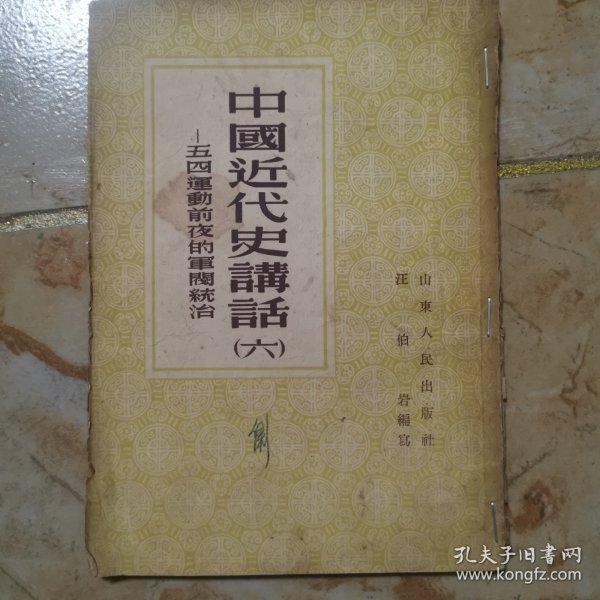 中國近代史講話(六)
—五四運動前夜的軍閥統治
山東人民出版社
汪伯岩編寫
孔夫子旧书网
www.kongfz.com